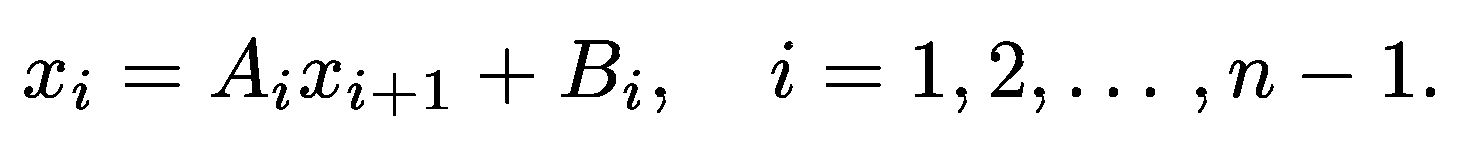 x_i = A_i x_{i+1} + B_i, i = 1, 2, . . . , n − 1.